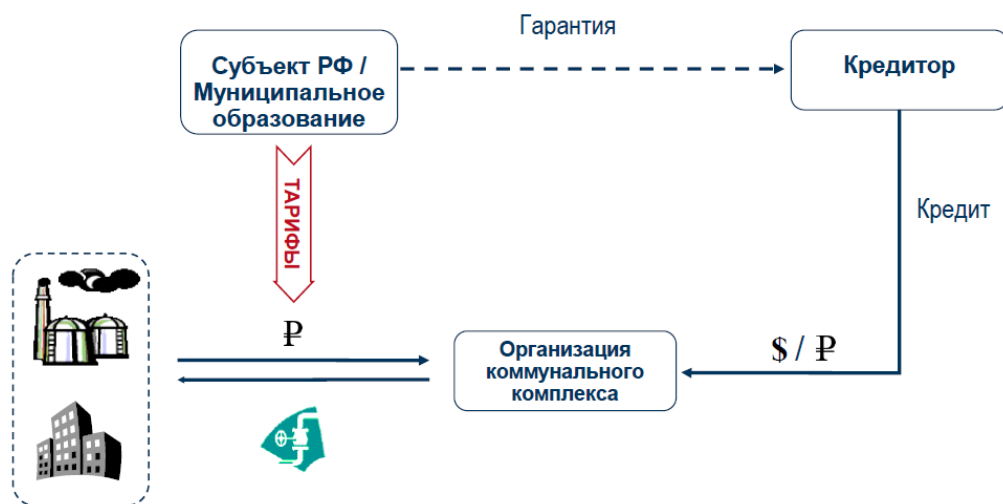 Гарантия
Субъект РФ /
Муниципальное
образование
Кредитор
ТАРИФЫ
Кредит
₽
Организация
коммунального
комплекса
$ / ₽